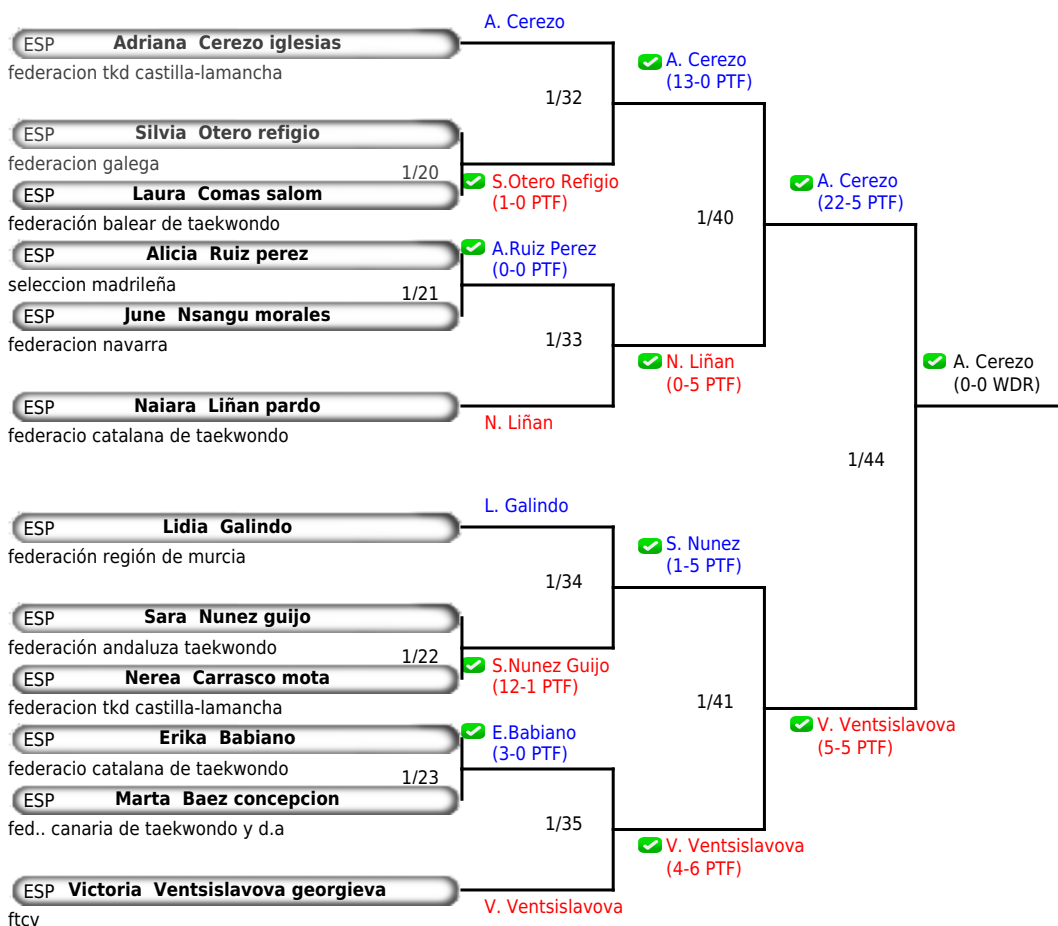 A. Cerezo
ESP Adriana Cerezo iglesias
federacion tkd castilla-lamancha
A. Cerezo
(13-0 PTF)
1/32
ESP Silvia Otero refigio
federacion galega
1/20
S.Otero Refigio
(1-0 PTF)
ESP Laura Comas salom
federación balear de taekwondo
A. Cerezo
(22-5 PTF)
1/40
ESP Alicia Ruiz perez
seleccion madrileña
A.Ruiz Perez
(0-0 PTF)
1/21
ESP June Nsangu morales
federacion navarra
1/33
N. Liñan
(0-5 PTF)
A. Cerezo
(0-0 WDR)
ESP Naiara Liñan pardo
federacio catalana de taekwondo
N. Liñan
1/44
L. Galindo
ESP Lidia Galindo
federación región de murcia
S. Nunez
(1-5 PTF)
1/34
ESP Sara Nunez guijo
federación andaluza taekwondo
1/22
S.Nunez Guijo
(12-1 PTF)
ESP Nerea Carrasco mota
federacion tkd castilla-lamancha
1/41
V. Ventsislavova
(5-5 PTF)
ESP Erika Babiano
federacio catalana de taekwondo
E.Babiano
(3-0 PTF)
1/23
ESP Marta Baez concepcion
fed.. canaria de taekwondo y d.a
1/35
V. Ventsislavova
(4-6 PTF)
ESP Victoria Ventsislavova georgieva
ftcv
V. Ventsislavova